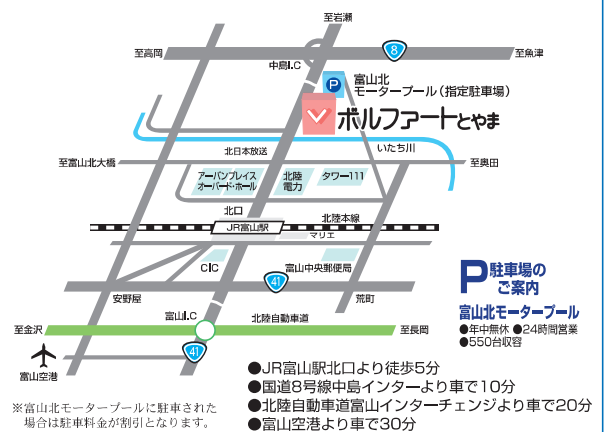 至岩瀬
至高岡
8
至魚津
中島I.C
P
富山北
モータープール(指定駐車場)
ボルファートとやま
北日本放送
いたち川
至富山北大橋
至奥田
アーバンプレイス
オーバード・ホール
北陸
電力
タワー111
北口
北陸本線
JR富山駅
マリエ
CiC
富山中央郵便局
41
安野屋
荒町
P駐車場の
ご案内
富山北モータープール
●年中無休 ●24時間営業
●550台収容
富山I.C
北陸自動車道
至金沢
至長岡
41
富山空港
●JR富山駅北口より徒歩5分
●国道8号線中島インターより車で10分
●北陸自動車道富山インターチェンジより車で20分
●富山空港より車で30分
※富山北モータープールに駐車された
場合は駐車料金が割引となります。